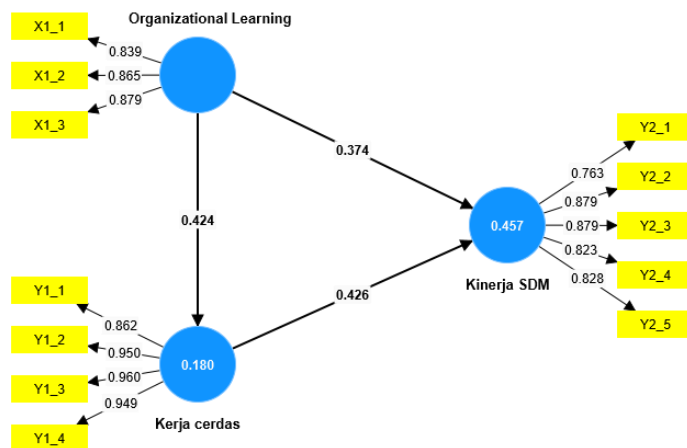 Organizational Learning
X1_1
0.839
X1_2
0.865
X1_3
0.879
0.374
0.424
0.426
Y2_1
0.763
Y2_2
0.879
0.457
0.879
Y2_3
0.823
Y2_4
0.828
Y2_5
Kinerja SDM
Y1_1
0.862
Y1_2
0.950
0.180
Y1_3
0.960
0.949
Y1_4
Kerja cerdas